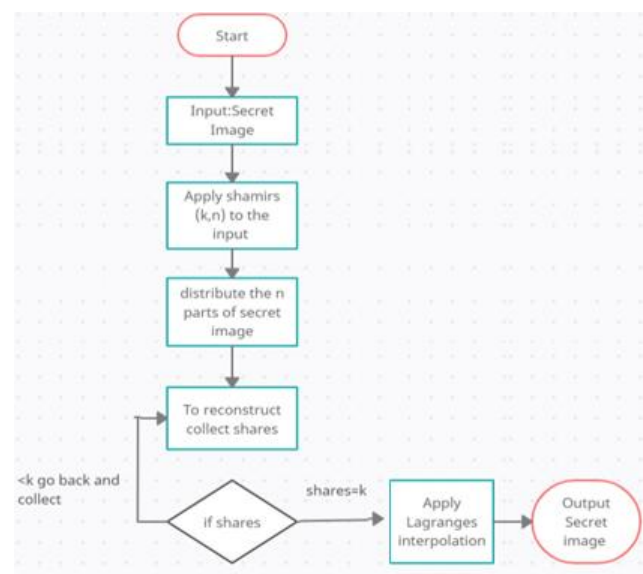 Start
Input:Secret
Image
Apply shamirs
(k,n) to the
input
distribute the n
parts of secret
image
To reconstruct
collect shares
<k go back and
collect
if shares
shares=k
Apply
Lagranges
interpolation
Output
Secret
image